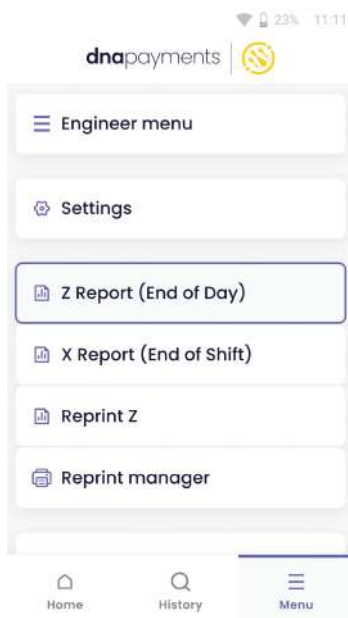 23% 11:11
dnapayments
Engineer menu
Settings
Z Report (End of Day)
X Report (End of Shift)
Reprint Z
Reprint manager
Home History Menu